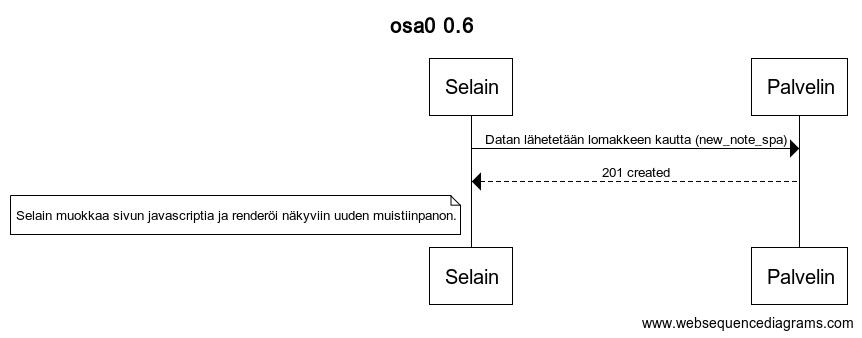 osa0 0.6
Selain
Palvelin
Datan lähetetään lomakkeen kautta (new_note_spa)
201 created
Selain muokkaa sivun javascriptia ja renderöi näkyviin uuden muistiinpanon.
Selain
Palvelin
www.websequencediagrams.com